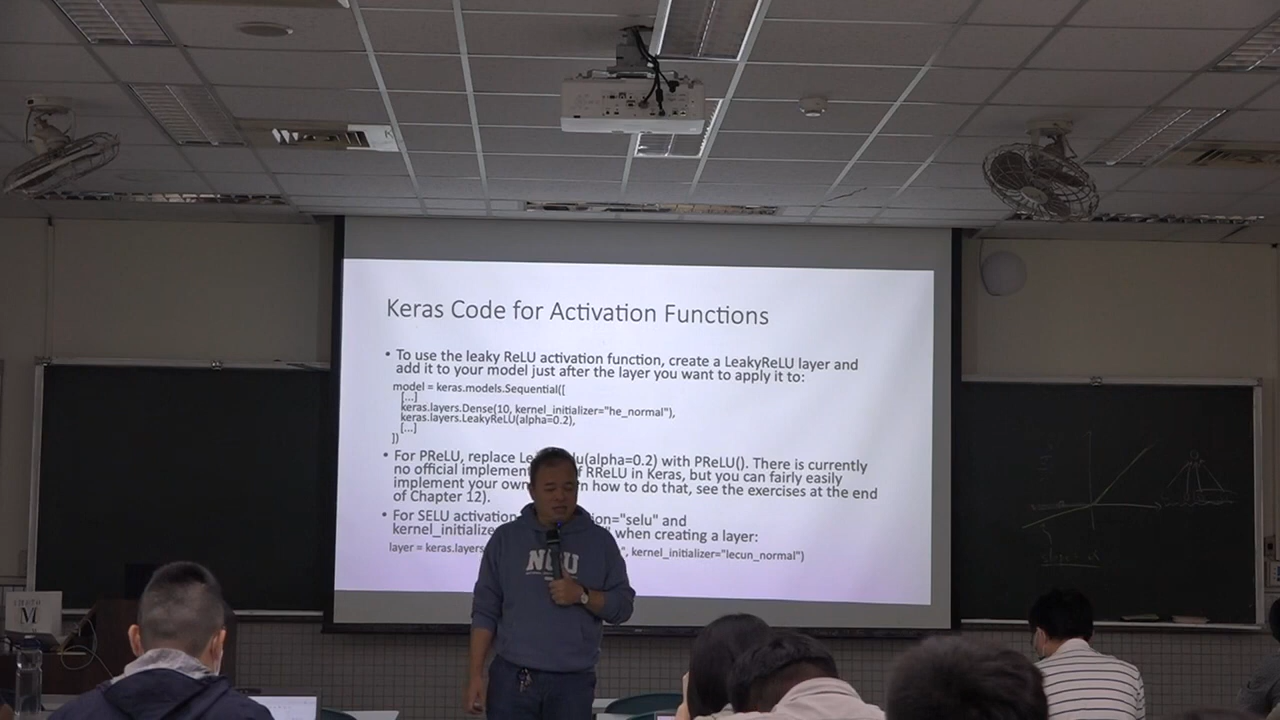 Keras Code for Activation Functions
• To use the leaky ReLU activation function, create a LeakyReLU layer and
add it to your model just after the layer you want to apply it to:
model = keras.models.Sequential([
[...]
keras.layers.Dense(10, kernel_initializer="he_normal"),
keras.layers.LeakyReLU(alpha=0.2),
[...]
])
• For PReLU, replace Le lu(alpha=0.2) with PReLU(). There is currently
no official implement f RReLU in Keras, but you can fairly easily
implement your own rn how to do that, see the exercises at the end
of Chapter 12).
• For SELU activation ion="selu" and
kernel_initialize " when creating a layer:
layer = keras.layers ", kernel_initializer="lecun_normal")
NCU
M